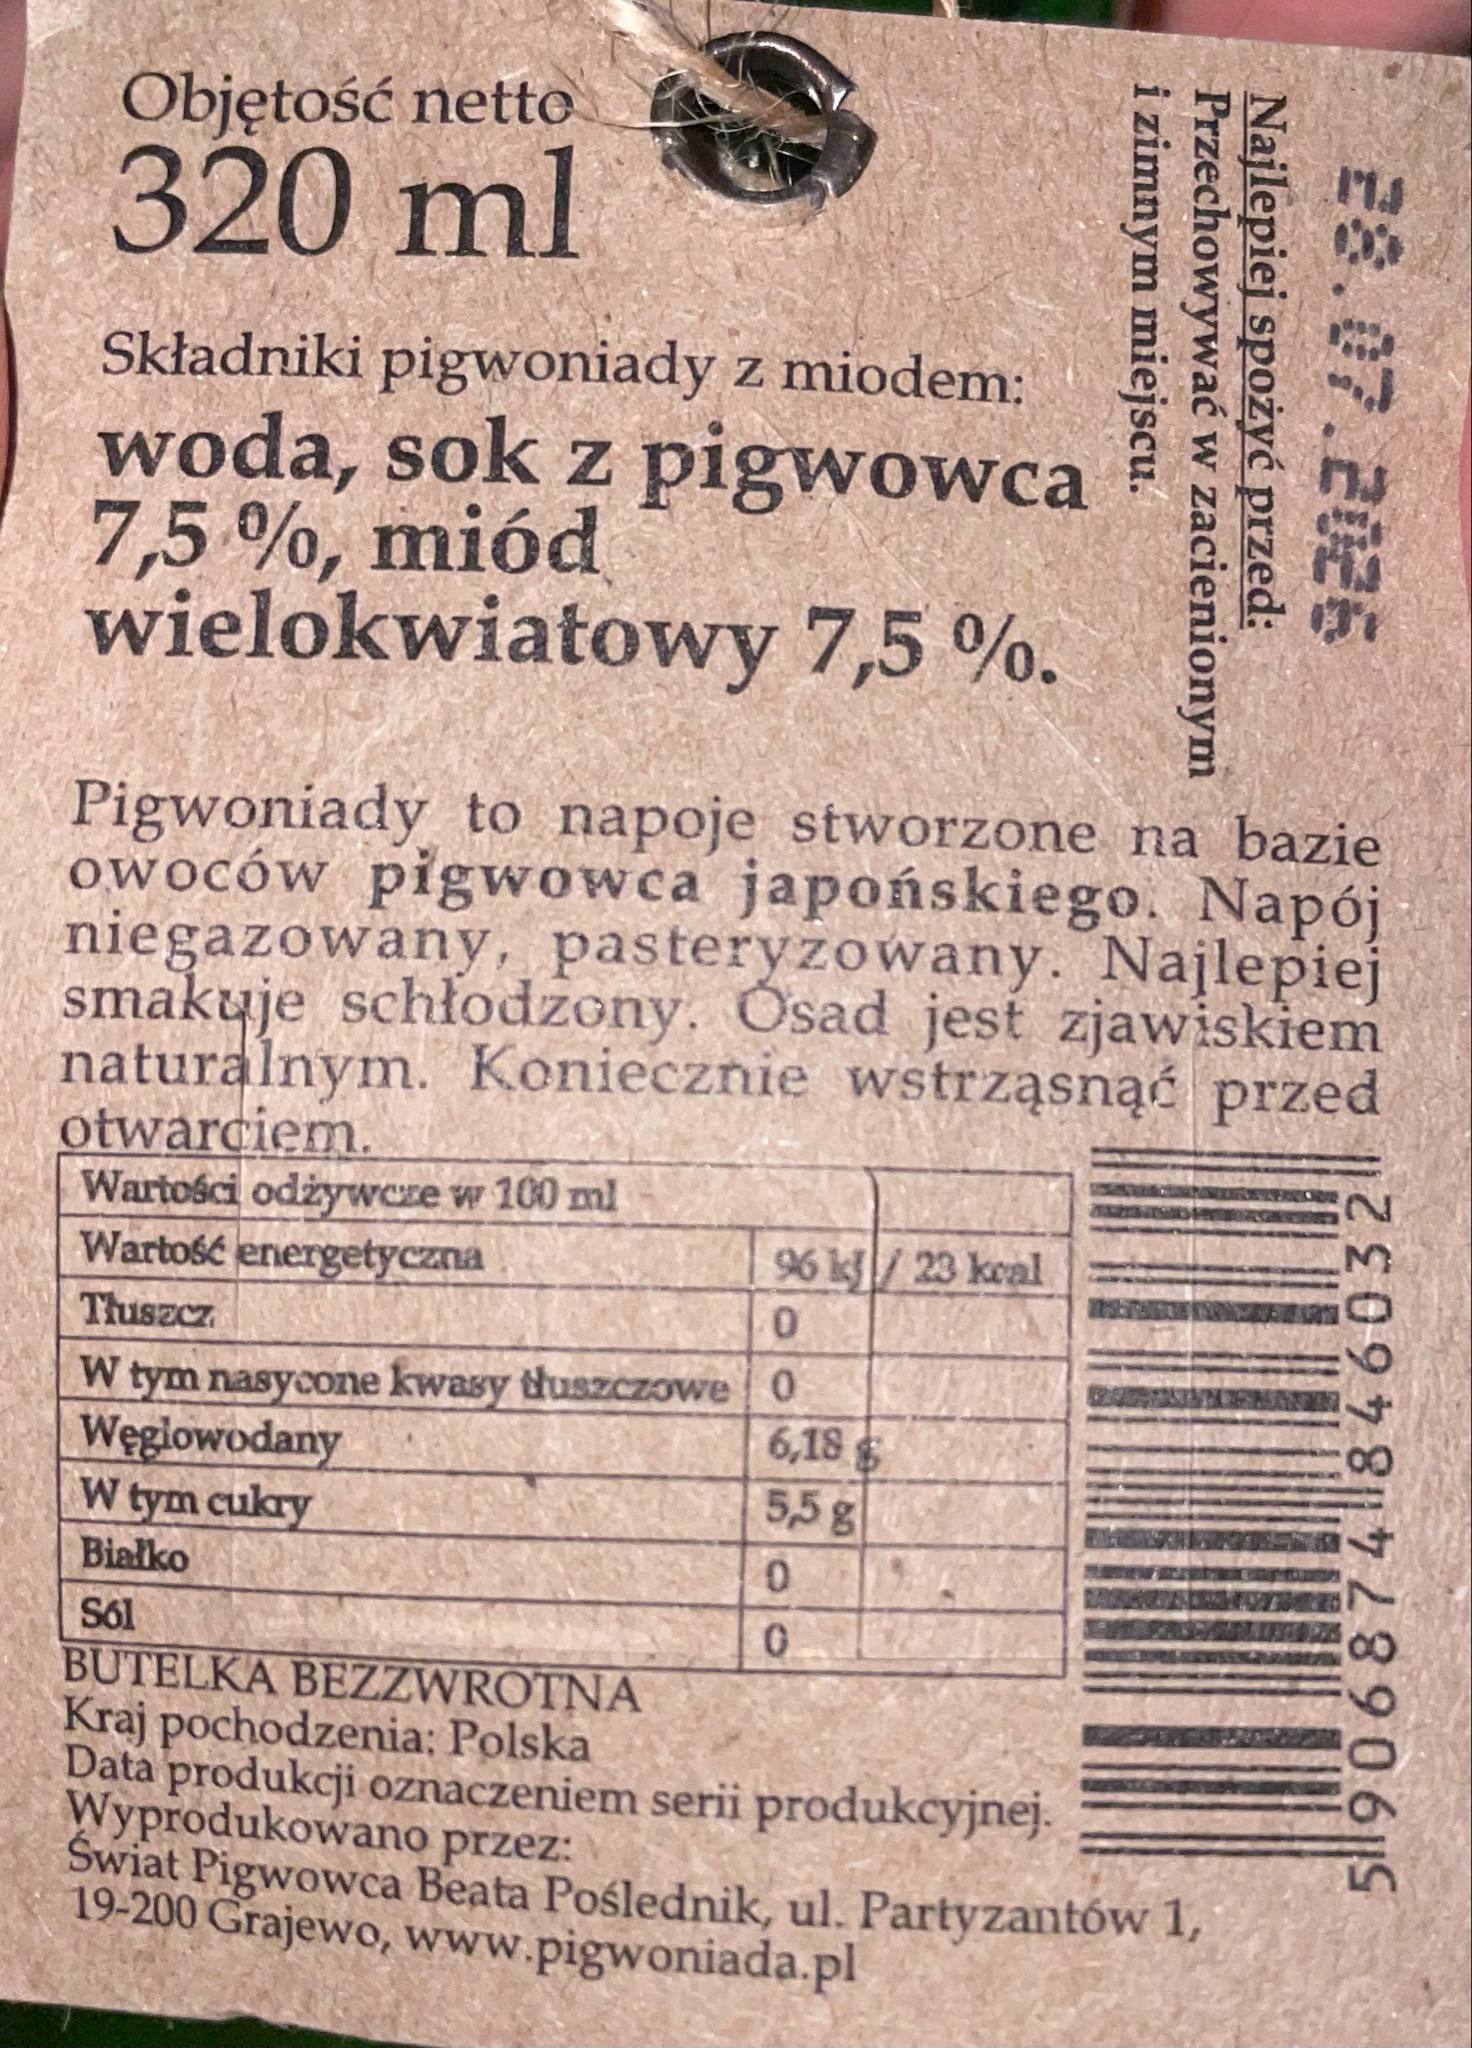 Objętość netto
320 ml
Składniki pigwoniady z miodem:
woda, sok z pigwowca
7,5 %, miód
wielokwiatowy 7,5 %.
Najlepiej spożyć przed:
Przechowywać w zacienionym
i zimnym miejscu.
Pigwoniady to napoje stworzone na bazie
owoców pigwowca japońskiego. Napój
niegazowany, pasteryzowany. Najlepiej
smakuje schłodzony. Osad jest zjawiskiem
naturalnym. Koniecznie wstrząsnąć przed
otwarciem.
Wartości odżywcze w 100 ml
Wartość energetyczna 96 kJ / 23 kcal
Tłuszcz 0
W tym nasycone kwasy tłuszczowe 0
Węglowodany 6,18 g
W tym cukry 5,5 g
Białko 0
Sól 0
BUTELKA BEZZWROTNA
Kraj pochodzenia: Polska
Data produkcji oznaczeniem serii produkcyjnej.
Wyprodukowano przez:
Świat Pigwowca Beata Poślednik, ul. Partyzantów 1,
19-200 Grajewo, www.pigwoniada.pl
5 906874 846032